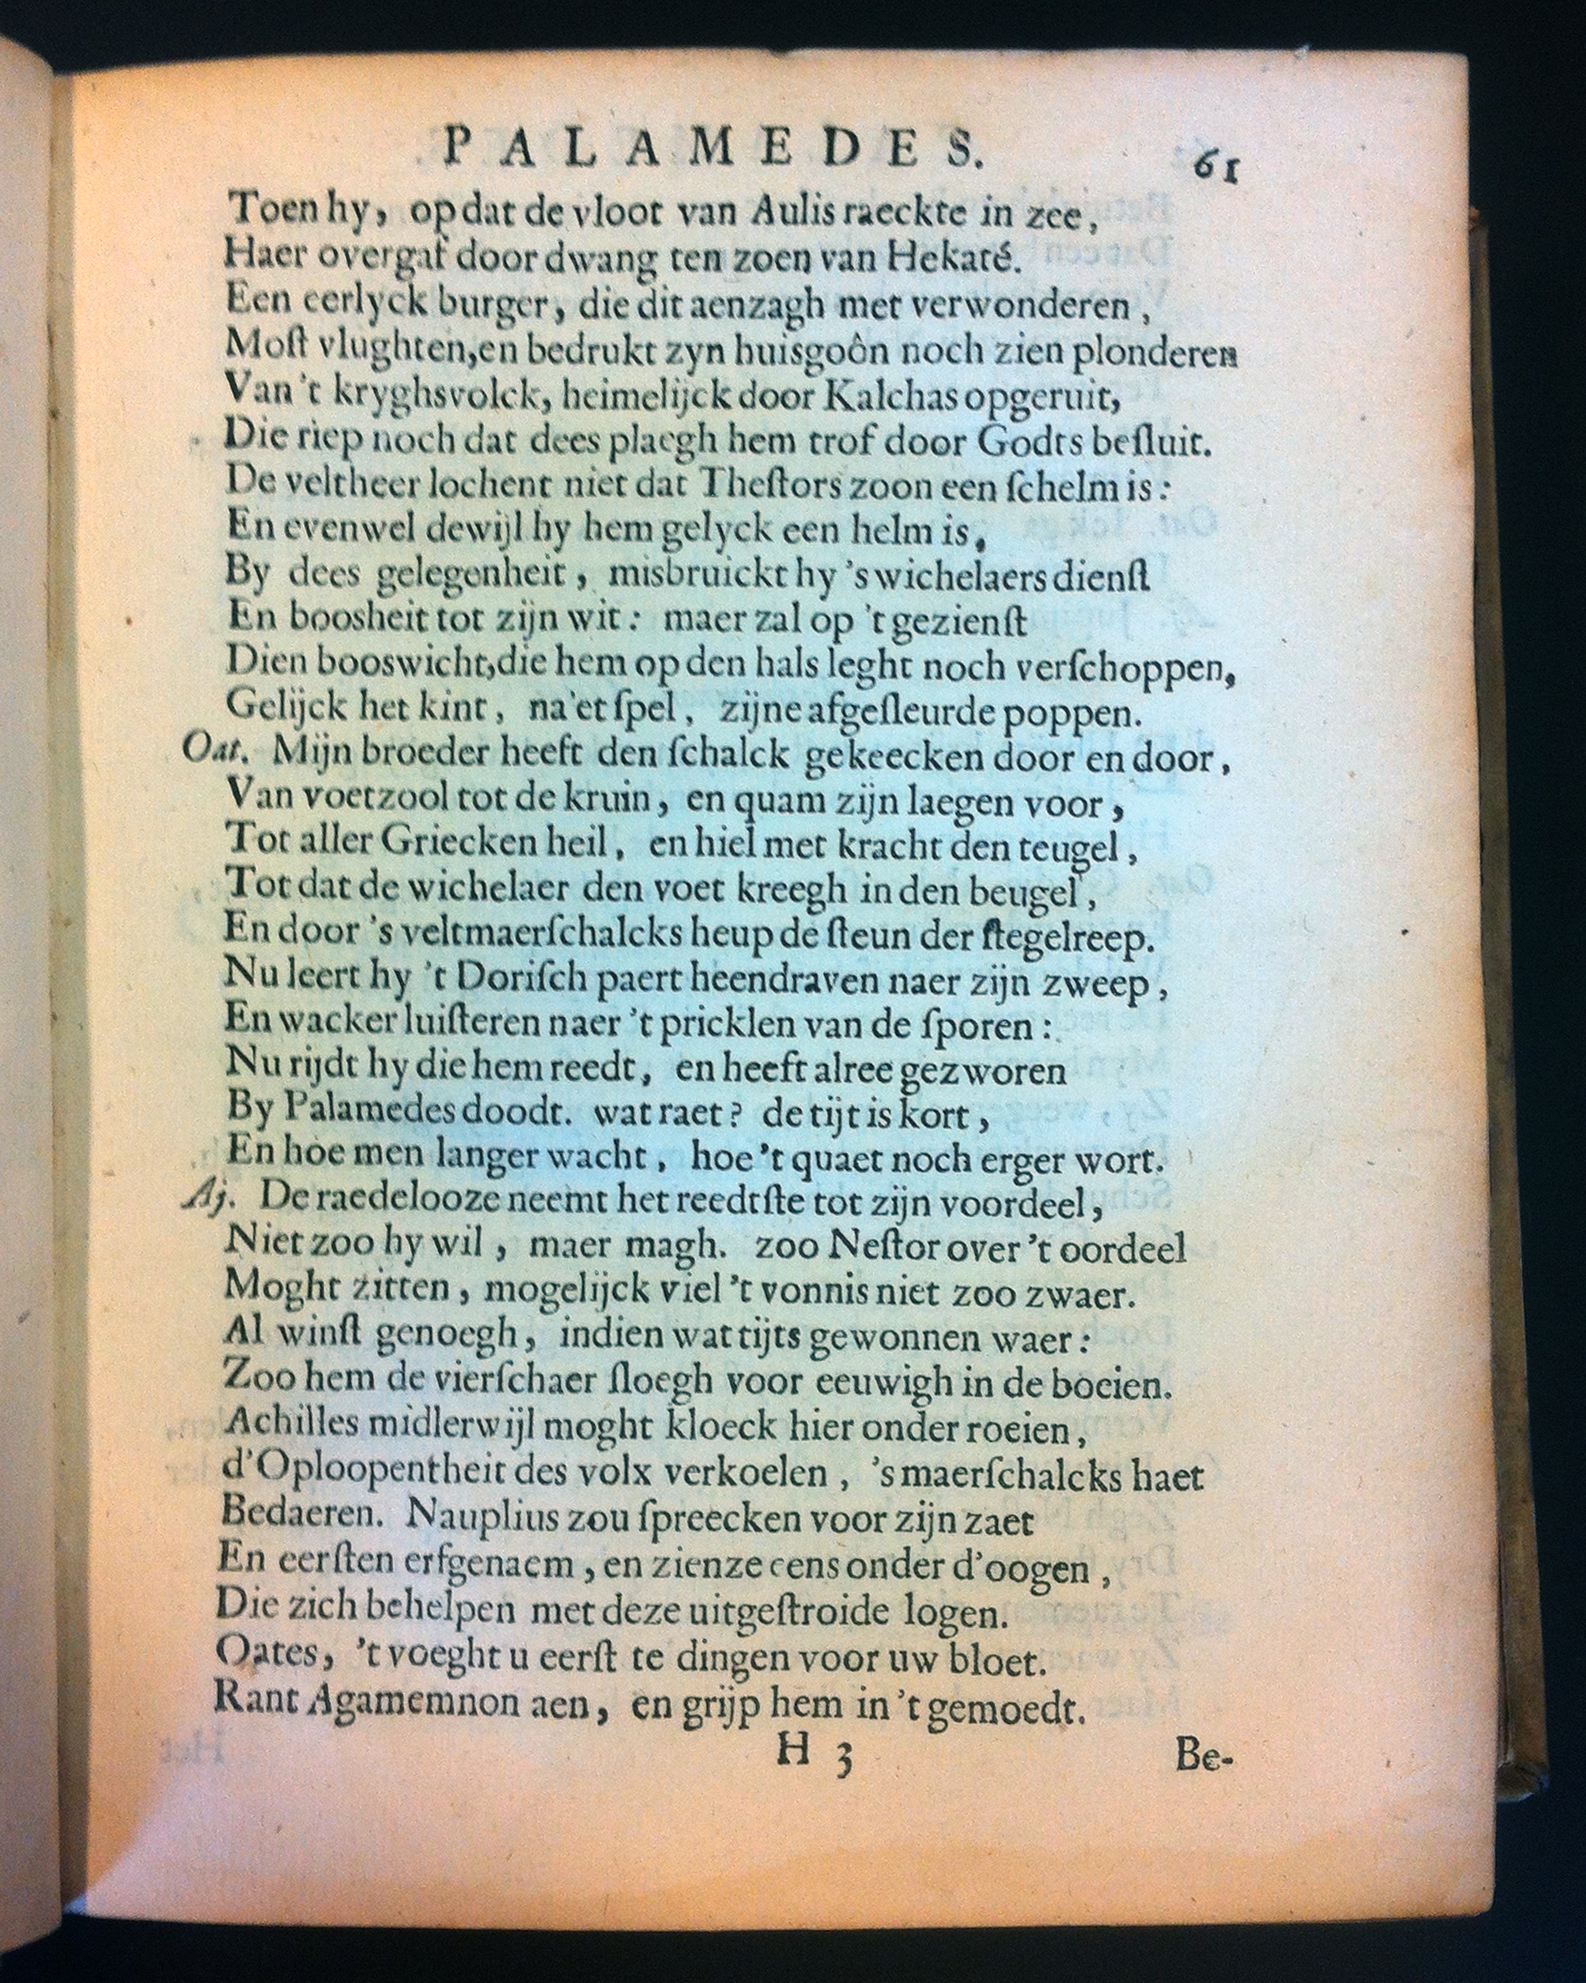 PALAMEDES. 61
Toen hy, op dat de vloot van Aulis raeckte in zee,
Haer overgaf door dwang ten zoen van Hekaté.
Een eerlyck burger, die dit aenzagh met verwonderen,
Moſt vlughten, en bedrukt zyn huisgoôn noch zien plonderen
Van 't kryghsvolck, heimelijck door Kalchas opgeruit,
Die riep noch dat dees plaegh hem trof door Godts beſluit.
De veltheer lochent niet dat Theſtors zoon een ſchelm is:
En evenwel dewijl hy hem gelyck een helm is,
By dees gelegenheit, misbruickt hy 's wichelaers dienſt
En boosheit tot zijn wit: maer zal op 't gezienſt
Dien booswicht, die hem op den hals leght noch verſchoppen,
Gelijck het kint, na'et ſpel, zijne afgeſleurde poppen.
Oat. Mijn broeder heeft den ſchalck gekeecken door en door,
Van voetzool tot de kruin, en quam zijn laegen voor,
Tot aller Griecken heil, en hiel met kracht den teugel,
Tot dat de wichelaer den voet kreegh in den beugel,
En door 's veltmaerſchalcks heup de ſteun der ſtegelreep.
Nu leert hy 't Doriſch paert heendraven naer zijn zweep,
En wacker luiſteren naer 't pricklen van de ſporen:
Nu rijdt hy die hem reedt, en heeft alree gezworen
By Palamedes doodt. wat raet? de tijt is kort,
En hoe men langer wacht, hoe 't quaet noch erger wort.
Aj. De raedelooze neemt het reedtſte tot zijn voordeel,
Niet zoo hy wil, maer magh. zoo Neſtor over 't oordeel
Moght zitten, mogelijck viel 't vonnis niet zoo zwaer.
Al winſt genoegh, indien wat tijts gewonnen waer:
Zoo hem de vierſchaer ſloegh voor eeuwigh in de boeien.
Achilles midlerwijl moght kloeck hier onder roeien,
d'Oploopentheit des volx verkoelen, 's maerſchalcks haet
Bedaeren. Nauplius zou ſpreecken voor zijn zaet
En eerſten erfgenaem, en zienze eens onder d'oogen,
Die zich behelpen met deze uitgeſtroide logen.
Oates, 't voeght u eerſt te dingen voor uw bloet.
Rant Agamemnon aen, en grijp hem in 't gemoedt.
H 3 Be-